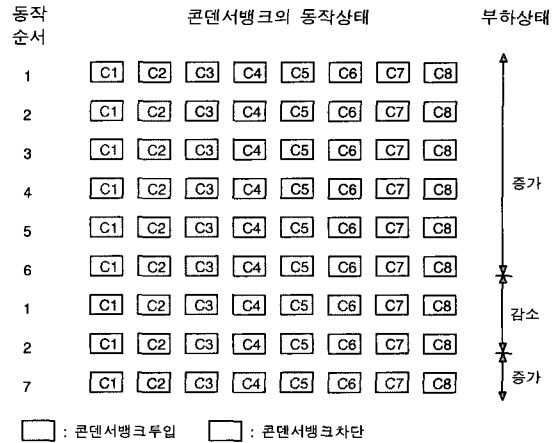 동작
순서
콘덴서뱅크의 동작상태
부하상태
1 C1 C2 C3 C4 C5 C6 C7 C8
2 C1 C2 C3 C4 C5 C6 C7 C8
3 C1 C2 C3 C4 C5 C6 C7 C8
4 C1 C2 C3 C4 C5 C6 C7 C8
증가
5 C1 C2 C3 C4 C5 C6 C7 C8
6 C1 C2 C3 C4 C5 C6 C7 C8
1 C1 C2 C3 C4 C5 C6 C7 C8
감소
2 C1 C2 C3 C4 C5 C6 C7 C8
7 C1 C2 C3 C4 C5 C6 C7 C8
증가
: 콘덴서뱅크투입 : 콘덴서뱅크차단